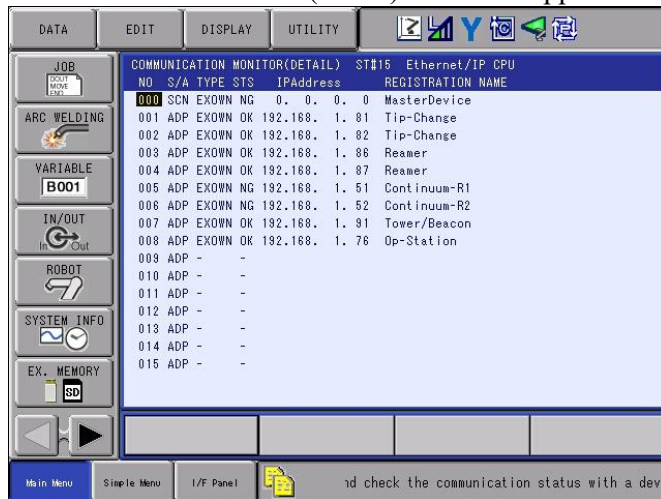 DATA EDIT DISPLAY UTILITY
JOB
DOUT
MOVE
END
ARC WELDING
VARIABLE
B001
IN/OUT
In Out
ROBOT
SYSTEM INFO
EX. MEMORY
SD
COMMUNICATION MONITOR(DETAIL) ST#15 Ethernet/IP CPU
NO S/A TYPE STS IPAddress REGISTRATION NAME
000 SCN EXOWN NG 0. 0. 0. 0 MasterDevice
001 ADP EXOWN OK 192.168. 1. 81 Tip-Change
002 ADP EXOWN OK 192.168. 1. 82 Tip-Change
003 ADP EXOWN OK 192.168. 1. 86 Reamer
004 ADP EXOWN OK 192.168. 1. 87 Reamer
005 ADP EXOWN NG 192.168. 1. 51 Continuum-R1
006 ADP EXOWN NG 192.168. 1. 52 Continuum-R2
007 ADP EXOWN OK 192.168. 1. 91 Tower/Beacon
008 ADP EXOWN OK 192.168. 1. 76 Op-Station
009 ADP - -
010 ADP - -
011 ADP - -
012 ADP - -
013 ADP - -
014 ADP - -
015 ADP - -
Main Menu Simple Menu I/F Panel check the communication status with a dev